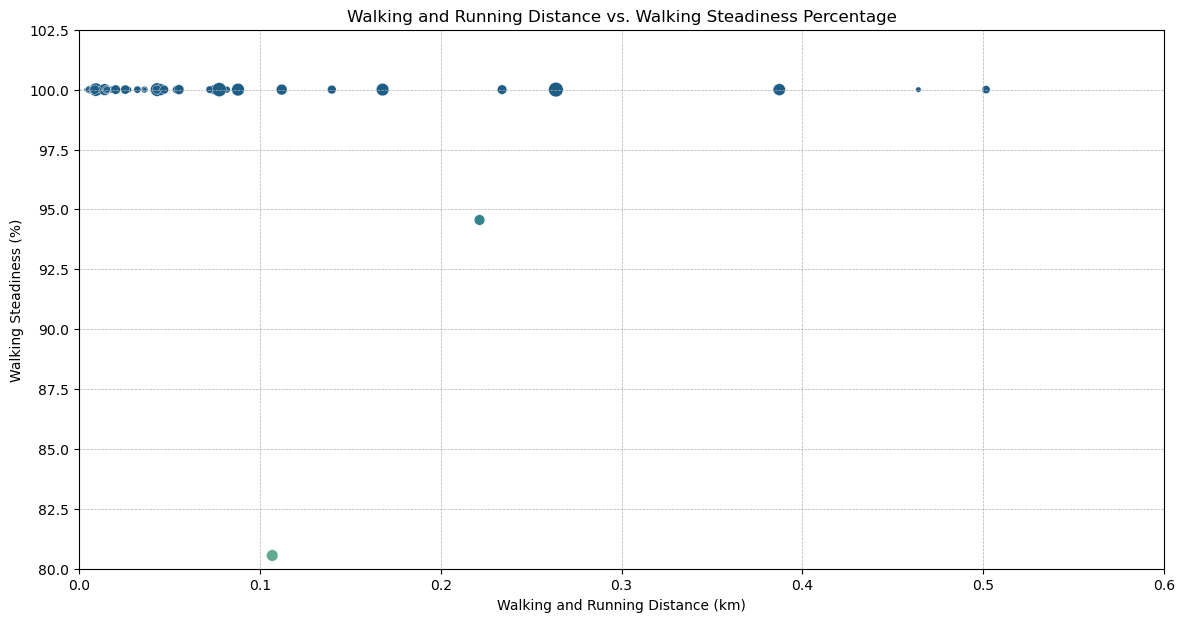 Walking and Running Distance vs. Walking Steadiness Percentage
102.5
100.0
97.5
95.0
92.5
90.0
87.5
85.0
82.5
80.0
Walking Steadiness (%)
0.0 0.1 0.2 0.3 0.4 0.5 0.6
Walking and Running Distance (km)